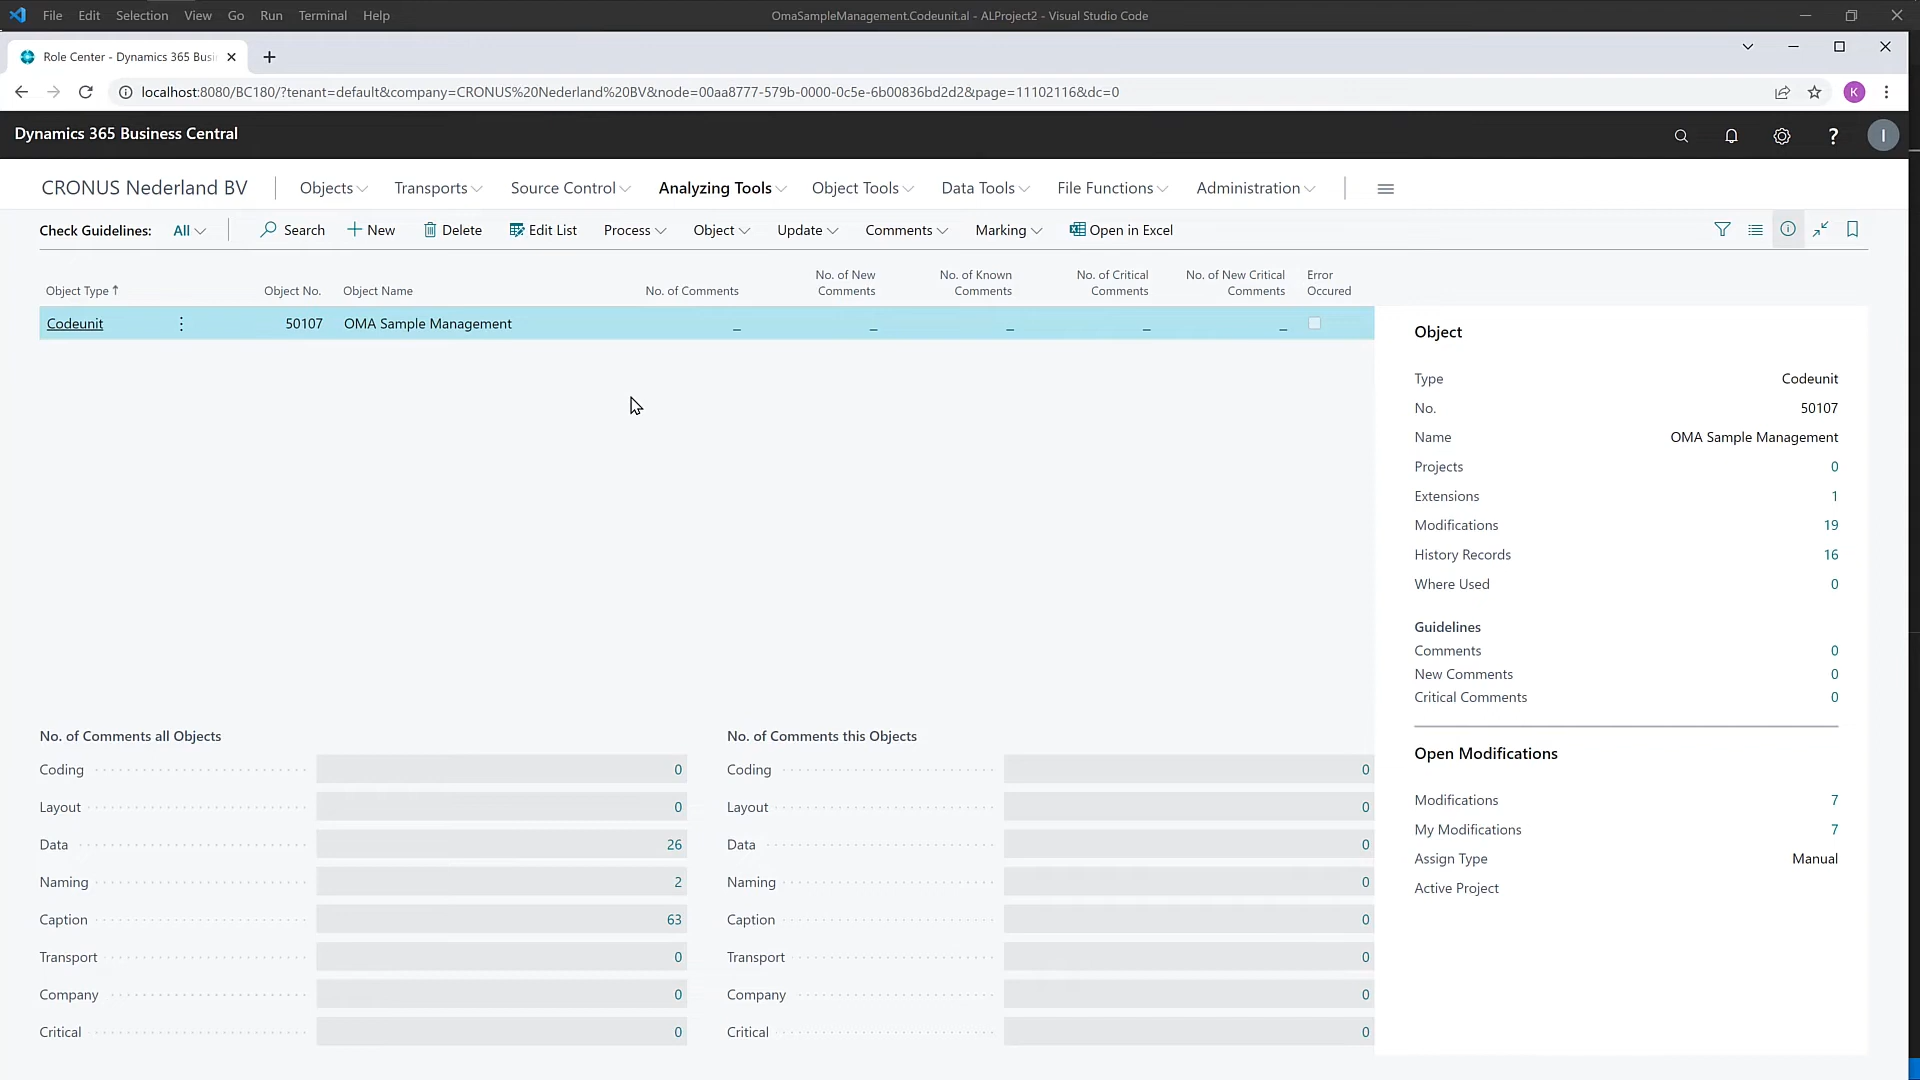 File Edit Selection View Go Run Terminal Help OmaSampleManagement.Codeunit.al - ALProject2 - Visual Studio Code
Role Center - Dynamics 365 Busi
localhost:8080/BC180/?tenant=default&company=CRONUS%20Nederland%20BV&node=00aa8777-579b-0000-0c5e-6b00836bd2d2&page=11102116&dc=0 K
Dynamics 365 Business Central ? I
CRONUS Nederland BV Objects Transports Source Control Analyzing Tools Object Tools Data Tools File Functions Administration
Check Guidelines: All Search New Delete Edit List Process Object Update Comments Marking Open in Excel
Object Type ↑ Object No. Object Name No. of Comments No. of New Comments No. of Known Comments No. of Critical Comments No. of New Critical Comments Error Occured
Codeunit 50107 OMA Sample Management _ _ _ _ _
Object
Type Codeunit
No. 50107
Name OMA Sample Management
Projects 0
Extensions 1
Modifications 19
History Records 16
Where Used 0
Guidelines
Comments 0
New Comments 0
Critical Comments 0
Open Modifications
Modifications 7
My Modifications 7
Assign Type Manual
Active Project
No. of Comments all Objects
Coding 0
Layout 0
Data 26
Naming 2
Caption 63
Transport 0
Company 0
Critical 0
No. of Comments this Objects
Coding 0
Layout 0
Data 0
Naming 0
Caption 0
Transport 0
Company 0
Critical 0